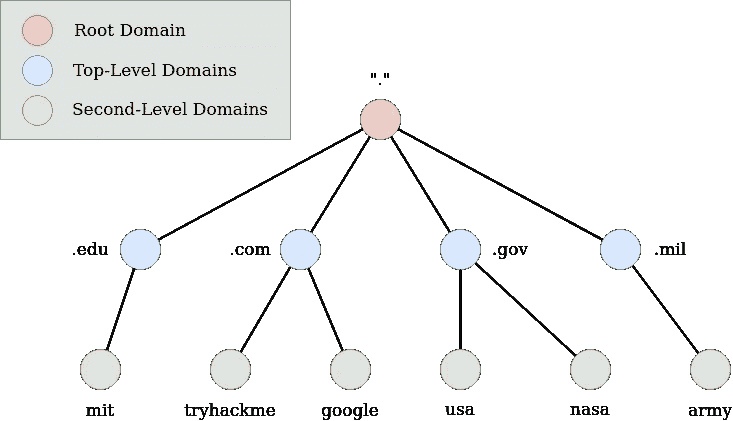 Root Domain
Top-Level Domains
Second-Level Domains
"."
.edu
.com
.gov
.mil
mit
tryhackme
google
usa
nasa
army